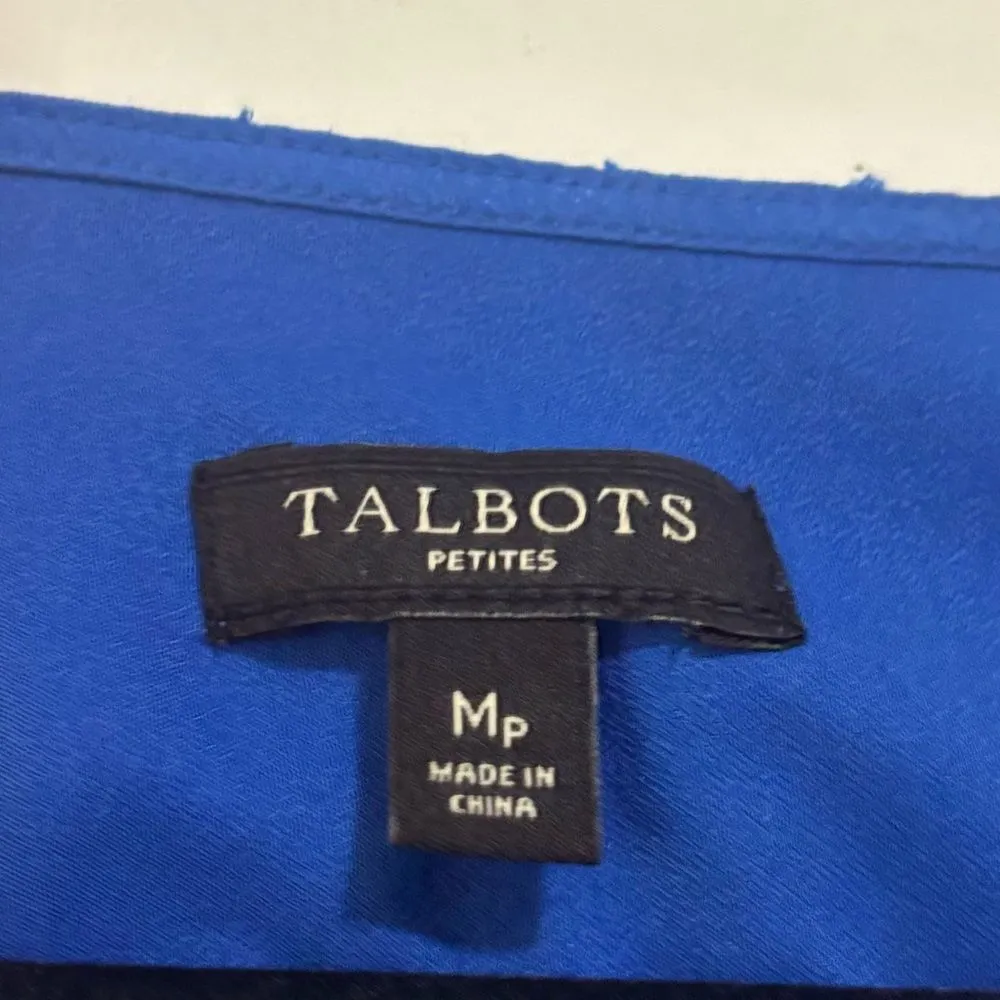 TALBOTS
PETITES
MP
MADE IN
CHINA